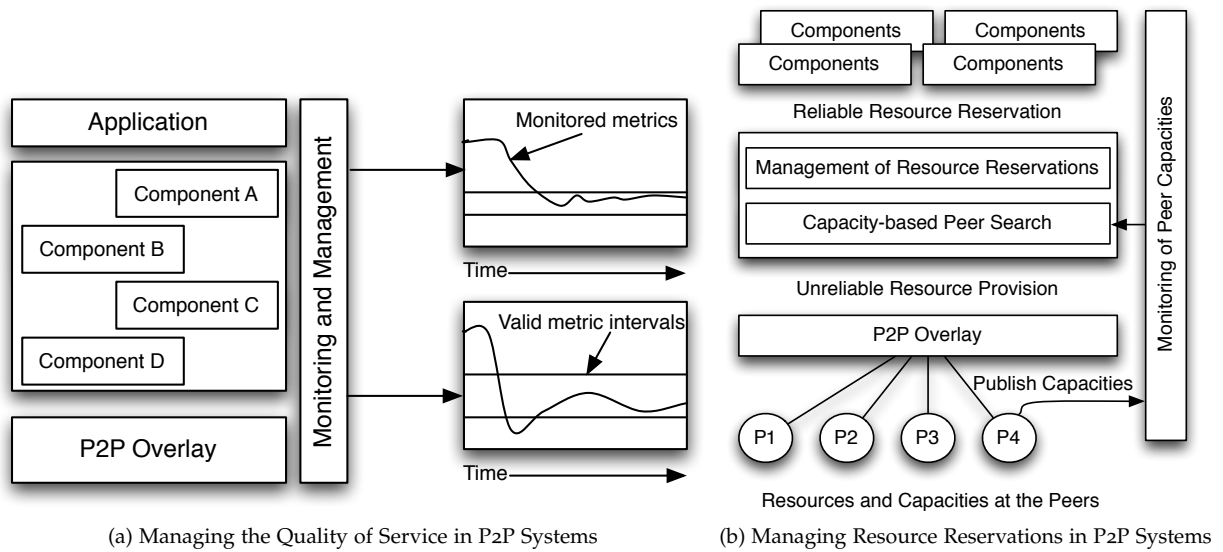 Application
Component A
Component B
Component C
Component D
P2P Overlay
Monitoring and Management
Monitored metrics
Time
Valid metric intervals
Time
(a) Managing the Quality of Service in P2P Systems
Components
Components
Components
Components
Reliable Resource Reservation
Management of Resource Reservations
Capacity-based Peer Search
Unreliable Resource Provision
P2P Overlay
Publish Capacities
P1
P2
P3
P4
Resources and Capacities at the Peers
Monitoring of Peer Capacities
(b) Managing Resource Reservations in P2P Systems